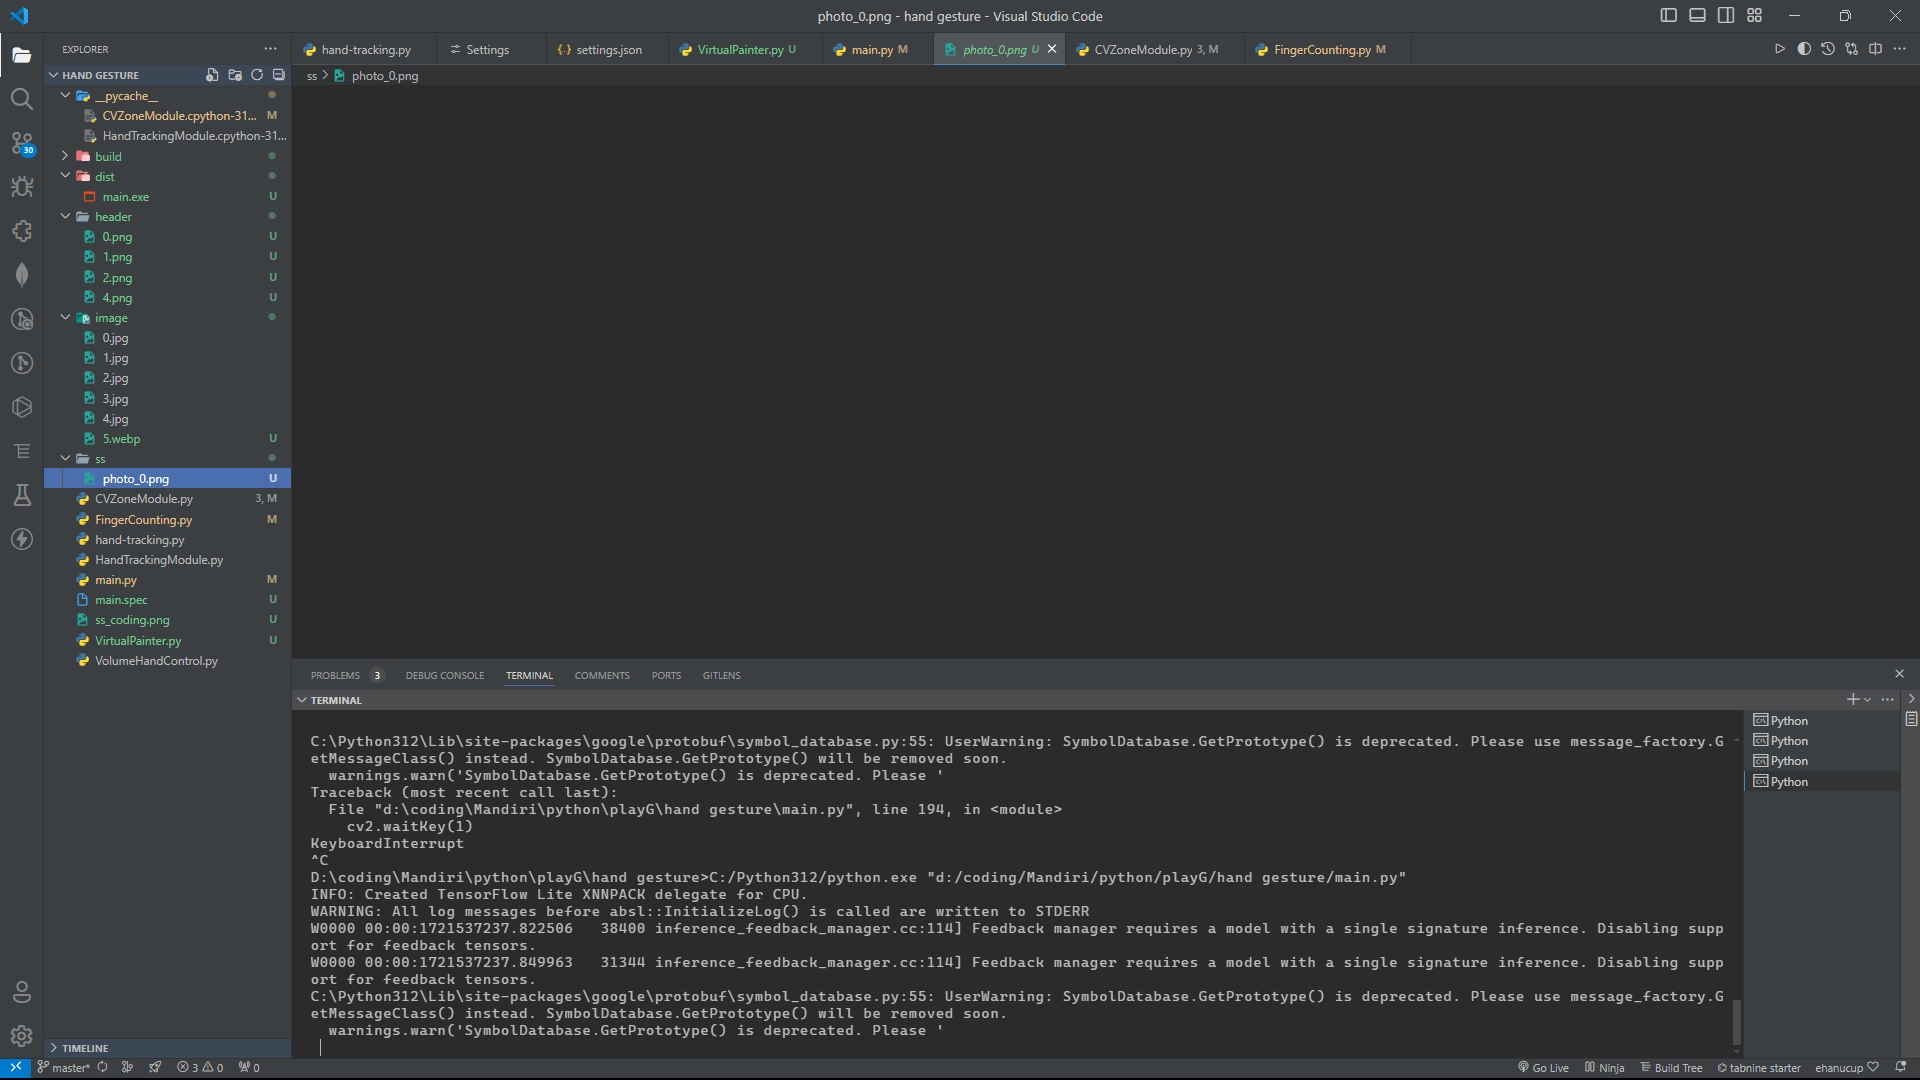 photo_0.png - hand gesture - Visual Studio Code
EXPLORER
hand-tracking.py
Settings
settings.json
VirtualPainter.py U
main.py M
photo_0.png U
CVZoneModule.py 3, M
FingerCounting.py M
HAND GESTURE
ss > photo_0.png
__pycache__
CVZoneModule.cpython-31... M
HandTrackingModule.cpython-31...
build
dist
main.exe U
header
0.png U
1.png U
2.png U
4.png U
image
0.jpg
1.jpg
2.jpg
3.jpg
4.jpg
5.webp U
ss
photo_0.png U
CVZoneModule.py 3, M
FingerCounting.py M
hand-tracking.py
HandTrackingModule.py
main.py M
main.spec U
ss_coding.png U
VirtualPainter.py U
VolumeHandControl.py
30
PROBLEMS 3
DEBUG CONSOLE
TERMINAL
COMMENTS
PORTS
GITLENS
TERMINAL
C:\Python312\Lib\site-packages\google\protobuf\symbol_database.py:55: UserWarning: SymbolDatabase.GetPrototype() is deprecated. Please use message_factory.G
etMessageClass() instead. SymbolDatabase.GetPrototype() will be removed soon.
warnings.warn('SymbolDatabase.GetPrototype() is deprecated. Please '
Traceback (most recent call last):
File "d:\coding\Mandiri\python\playG\hand gesture\main.py", line 194, in <module>
cv2.waitKey(1)
KeyboardInterrupt
^C
D:\coding\Mandiri\python\playG\hand gesture>C:/Python312/python.exe "d:/coding/Mandiri/python/playG/hand gesture/main.py"
INFO: Created TensorFlow Lite XNNPACK delegate for CPU.
WARNING: All log messages before absl::InitializeLog() is called are written to STDERR
W0000 00:00:1721537237.822506   38400 inference_feedback_manager.cc:114] Feedback manager requires a model with a single signature inference. Disabling supp
ort for feedback tensors.
W0000 00:00:1721537237.849963   31344 inference_feedback_manager.cc:114] Feedback manager requires a model with a single signature inference. Disabling supp
ort for feedback tensors.
C:\Python312\Lib\site-packages\google\protobuf\symbol_database.py:55: UserWarning: SymbolDatabase.GetPrototype() is deprecated. Please use message_factory.G
etMessageClass() instead. SymbolDatabase.GetPrototype() will be removed soon.
warnings.warn('SymbolDatabase.GetPrototype() is deprecated. Please '
Python
Python
Python
Python
TIMELINE
master*
3
0
0
Go Live
Ninja
Build Tree
tabnine starter
ehanucup